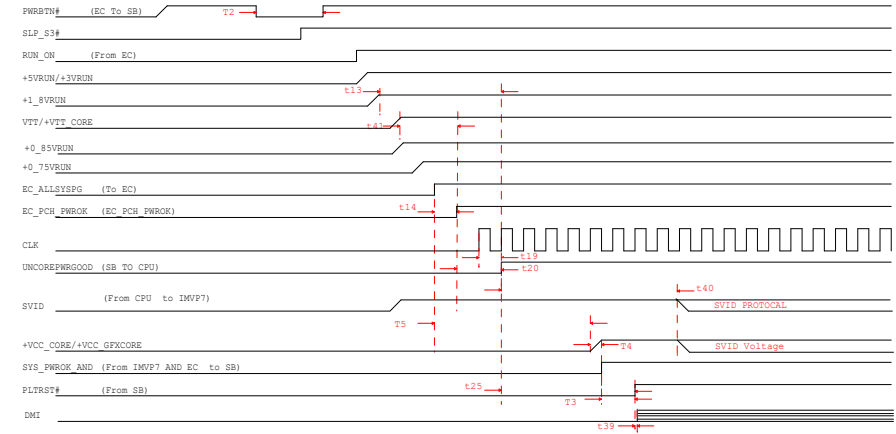 PWRBTN# (EC To SB) T2
SLP_S3#
RUN_ON (From EC)
+5VRUN/+3VRUN
t13
+1_8VRUN
VTT/+VTT_CORE t41
+0_85VRUN
+0_75VRUN
EC_ALLSYSPG (To EC)
t14
EC_PCH_PWROK (EC_PCH_PWROK)
CLK
t19
UNCOREPWRGOOD (SB TO CPU) t20
t40
(From CPU to IMVP7)
SVID SVID PROTOCAL
T5
+VCC_CORE/+VCC_GFXCORE T4 SVID Voltage
SYS_PWROK_AND (From IMVP7 AND EC to SB)
t25
PLTRST# (From SB)
T3
DMI
t39